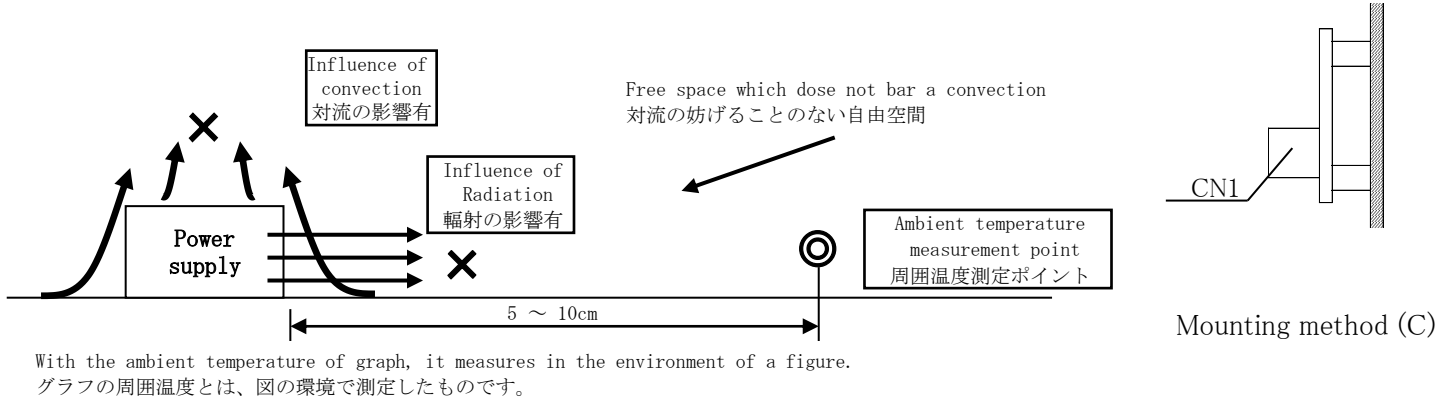 Influence of
convection
対流の影響有
Free space which dose not bar a convection
対流の妨げることのない自由空間
Influence of
Radiation
輻射の影響有
CN1
Power
supply
Ambient temperature
measurement point
周囲温度測定ポイント
5 ～ 10cm
Mounting method (C)
With the ambient temperature of graph, it measures in the environment of a figure.
グラフの周囲温度とは、図の環境で測定したものです。